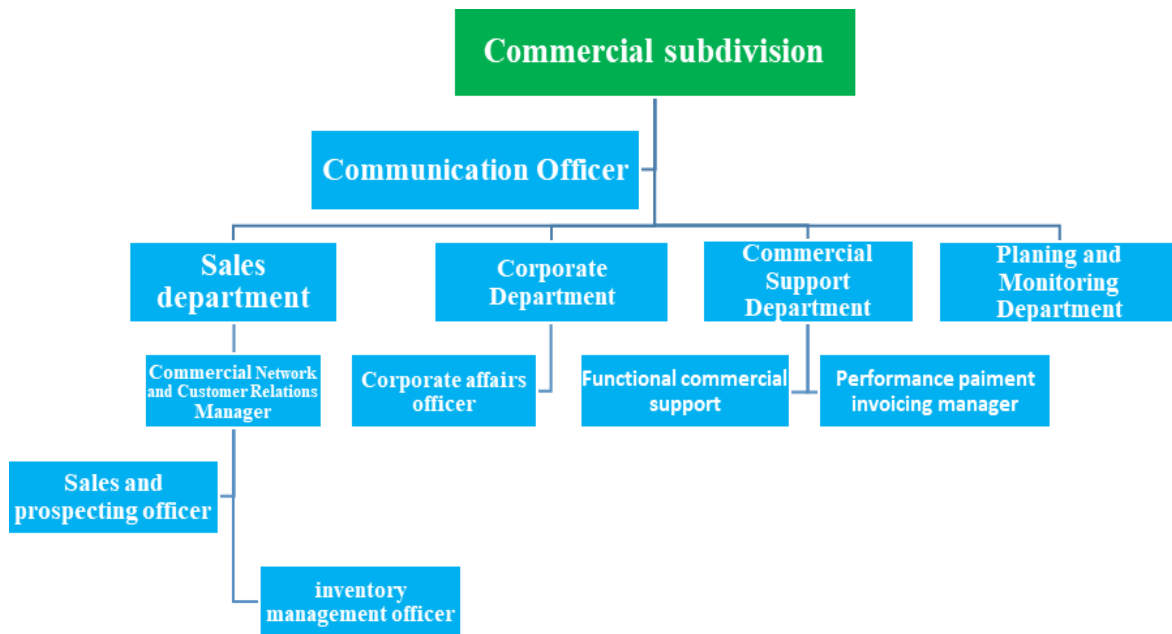 Commercial subdivision
Communication Officer
Sales
department
Corporate
Department
Commercial
Support
Department
Planing and
Monitoring
Department
Commercial Network
and Customer Relations
Manager
Corporate affairs
officer
Functional commercial
support
Performance paiment
invoicing manager
Sales and
prospecting officer
inventory
management officer